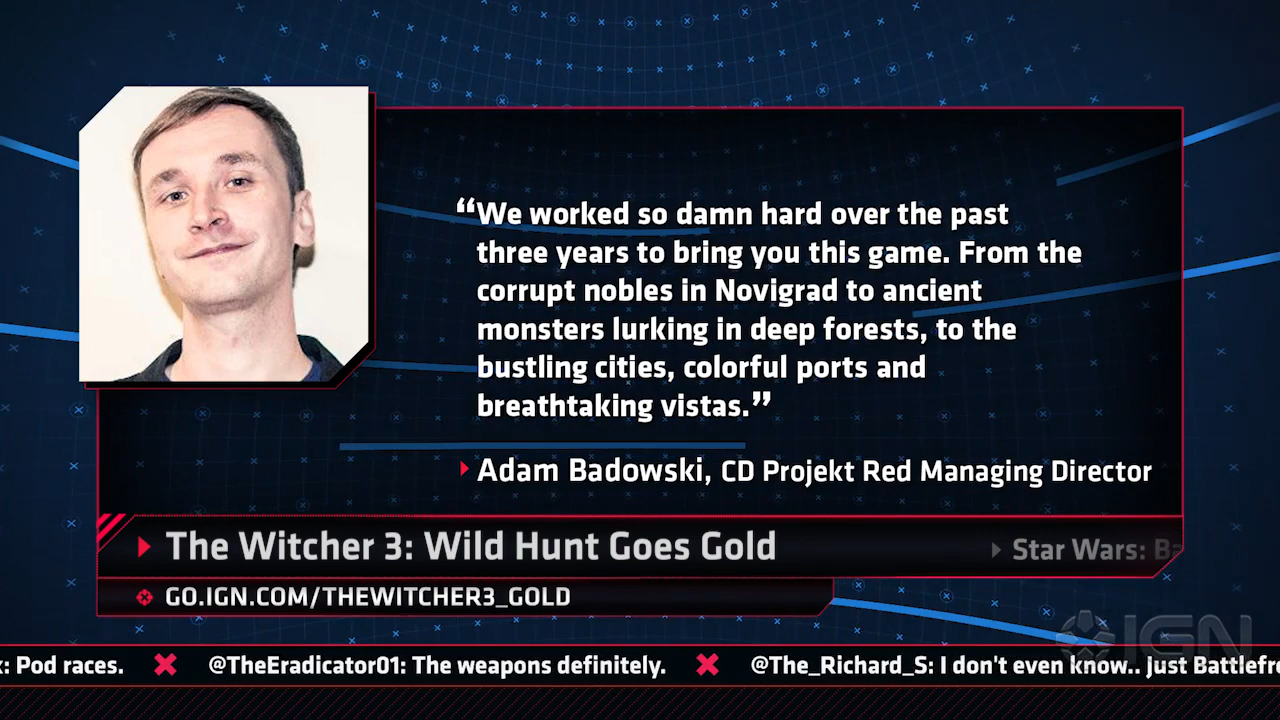 “We worked so damn hard over the past
three years to bring you this game. From the
corrupt nobles in Novigrad to ancient
monsters lurking in deep forests, to the
bustling cities, colorful ports and
breathtaking vistas.”
Adam Badowski, CD Projekt Red Managing Director
The Witcher 3: Wild Hunt Goes Gold
Star Wars:
GO.IGN.COM/THEWITCHER3_GOLD
IGN
: Pod races. @TheEradicator01: The weapons definitely. @The_Richard_S: I don't even know.. just Battlefr